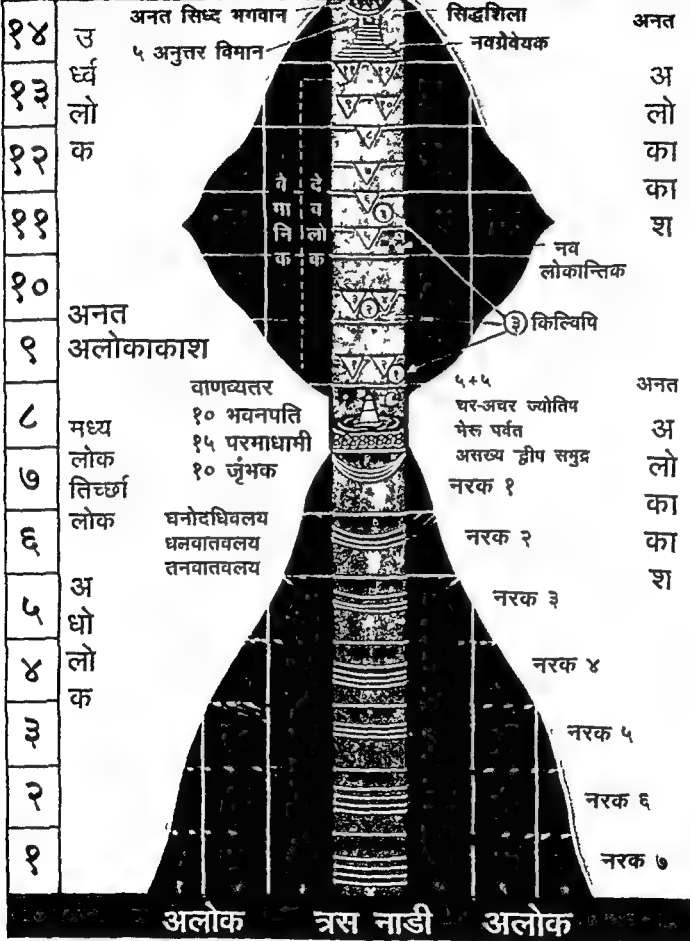 अनत सिध्द भगवान
सिद्धशिला
अनत
५ अनुत्तर विमान
नवग्रेवेयक
१४
१३
१२
११
१०
९
८
७
६
५
४
३
२
१
उ
र्ध्व
लो
क
अ
लो
का
का
श
वै
मा
नि
क
दे
व
लो
क
नव
लोकान्तिक
३ किल्विषि
अनत
अलोकाकाश
वाणव्यतर
१० भवनपति
१५ परमाधामी
१० जृंभक
५+५
चर-अचर ज्योतिष
मेरू पर्वत
असख्य द्वीप समुद्र
अनत
अ
लो
का
का
श
मध्य
लोक
तिर्च्छा
लोक
घनोदधिवलय
धनवातवलय
तनवातवलय
नरक १
नरक २
नरक ३
नरक ४
नरक ५
नरक ६
नरक ७
अ
धो
लो
क
अलोक त्रस नाडी अलोक